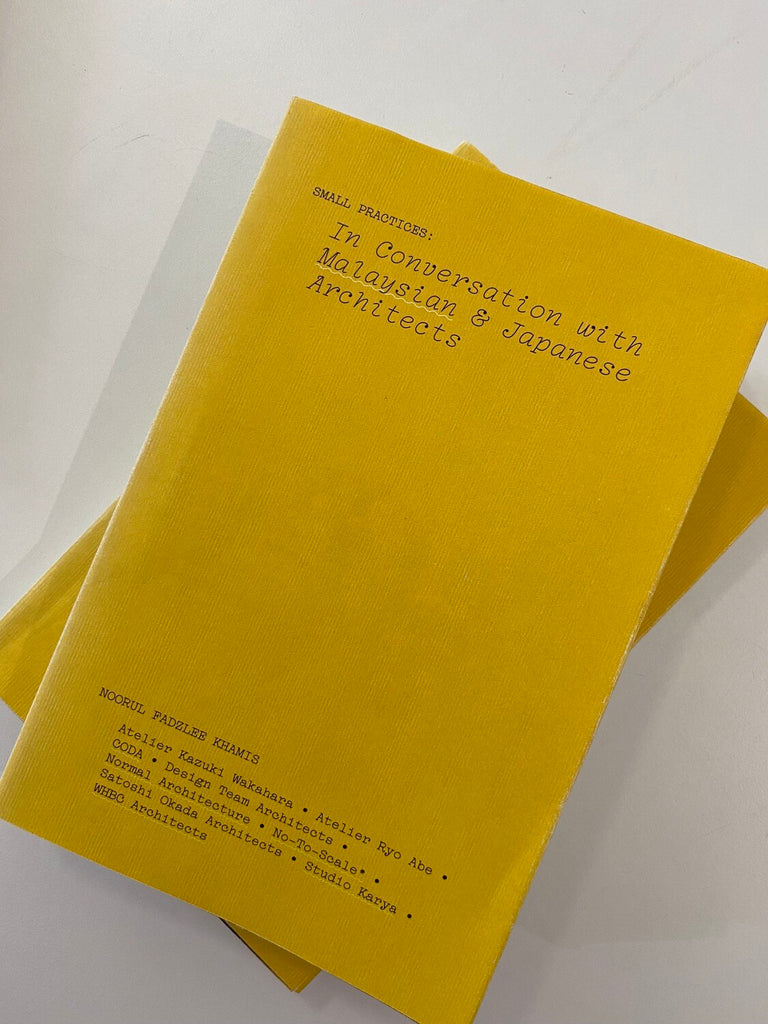 SMALL PRACTICES:
In Conversation with
Malaysian & Japanese
Architects
NOORUL FADZLEE KHAMIS
Atelier Kazuki Wakahara • Atelier Ryo Abe •
CODA • Design Team Architects •
Normal Architecture • No-To-Scale* •
Satoshi Okada Architects • Studio Karya •
WHBC Architects